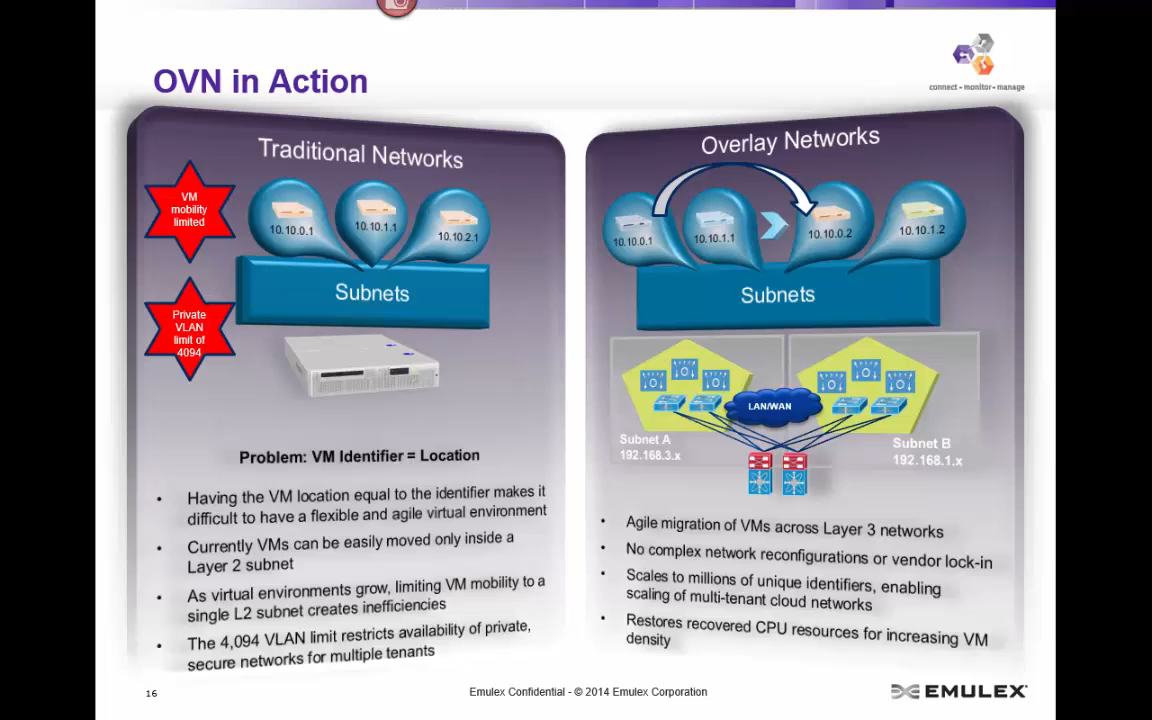 OVN in Action
connect - monitor - manage
Traditional Networks
VM
mobility
limited
10.10.0.1
10.10.1.1
10.10.2.1
Subnets
Private
VLAN
limit of
4094
Problem: VM Identifier = Location
• Having the VM location equal to the identifier makes it
difficult to have a flexible and agile virtual environment
• Currently VMs can be easily moved only inside a
Layer 2 subnet
• As virtual environments grow, limiting VM mobility to a
single L2 subnet creates inefficiencies
• The 4,094 VLAN limit restricts availability of private,
secure networks for multiple tenants
Overlay Networks
10.10.0.1
10.10.1.1
10.10.0.2
10.10.1.2
Subnets
LAN/WAN
Subnet A
192.168.3.x
Subnet B
192.168.1.x
• Agile migration of VMs across Layer 3 networks
• No complex network reconfigurations or vendor lock-in
• Scales to millions of unique identifiers, enabling
scaling of multi-tenant cloud networks
• Restores recovered CPU resources for increasing VM
density
16
Emulex Confidential - © 2014 Emulex Corporation
EMULEX